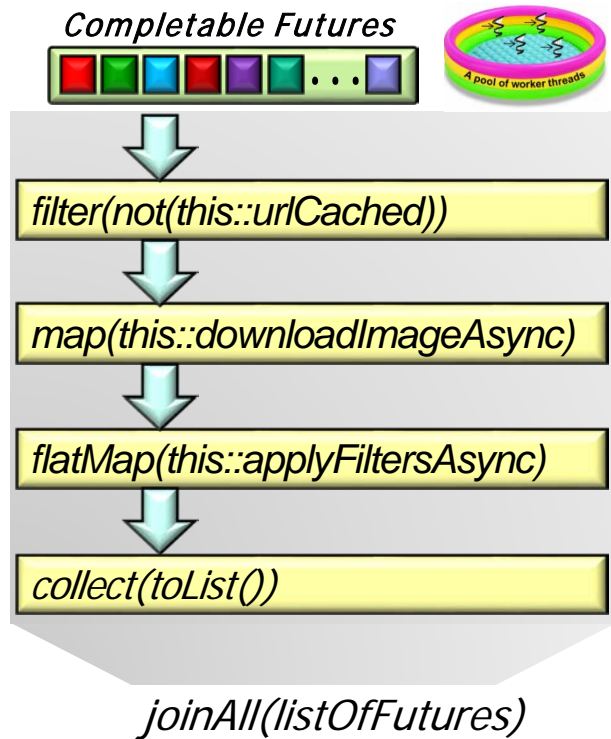 Completable Futures
...
A pool of worker threads
filter(not(this::urlCached))
map(this::downloadImageAsync)
flatMap(this::applyFiltersAsync)
collect(toList())
joinAll(listOfFutures)